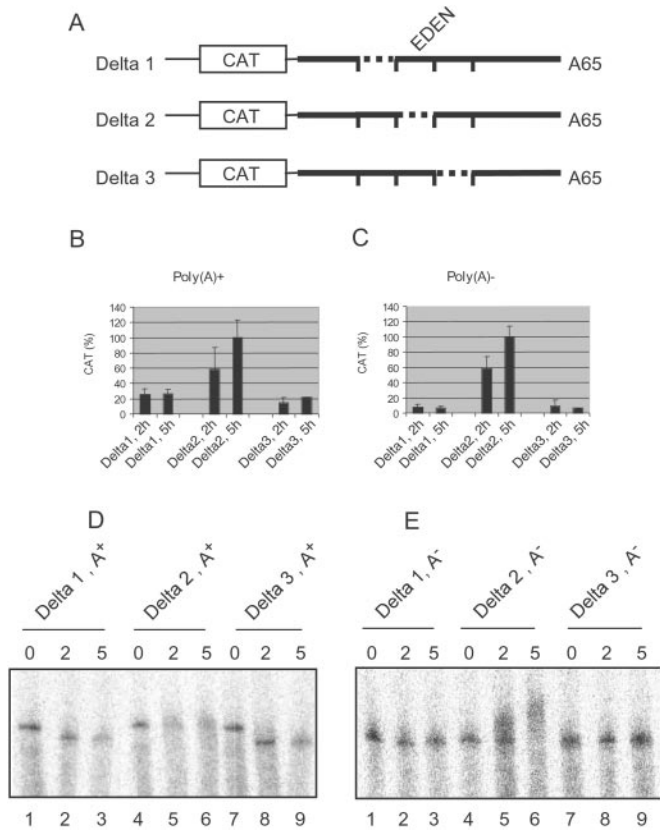 A
EDEN
Delta 1 CAT A65
Delta 2 CAT A65
Delta 3 CAT A65
B
C
Poly(A)+
Poly(A)-
CAT (%)
140
120
100
80
60
40
20
0
Delta1, 2h
Delta1, 5h
Delta2, 2h
Delta2, 5h
Delta3, 2h
Delta3, 5h
CAT (%)
140
120
100
80
60
40
20
0
Delta1, 2h
Delta1, 5h
Delta2, 2h
Delta2, 5h
Delta3, 2h
Delta3, 5h
D
Delta 1 , A+
Delta 2 , A+
Delta 3 , A+
0 2 5 0 2 5 0 2 5
1 2 3 4 5 6 7 8 9
E
Delta 1, A-
Delta 2 , A-
Delta 3 , A-
0 2 5 0 2 5 0 2 5
1 2 3 4 5 6 7 8 9